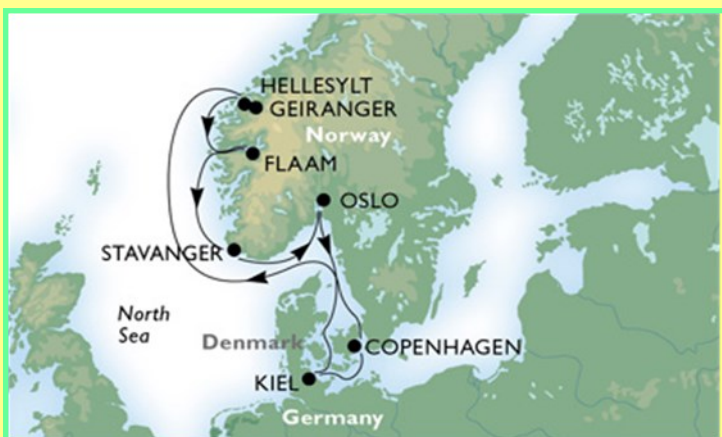 HELLESYLT
GEIRANGER
Norway
FLAAM
OSLO
STAVANGER
North
Sea
Denmark
COPENHAGEN
KIEL
Germany